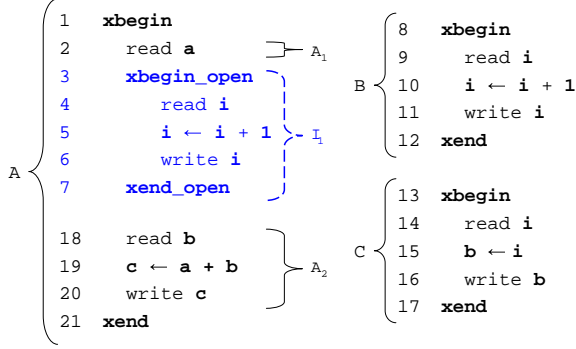 1 xbegin
2 read a
A1
3 xbegin_open
4 read i
5 i ← i + 1
6 write i
7 xend_open
I1
18 read b
19 c ← a + b
20 write c
A2
21 xend
A
8 xbegin
9 read i
10 i ← i + 1
11 write i
12 xend
B
13 xbegin
14 read i
15 b ← i
16 write b
17 xend
C